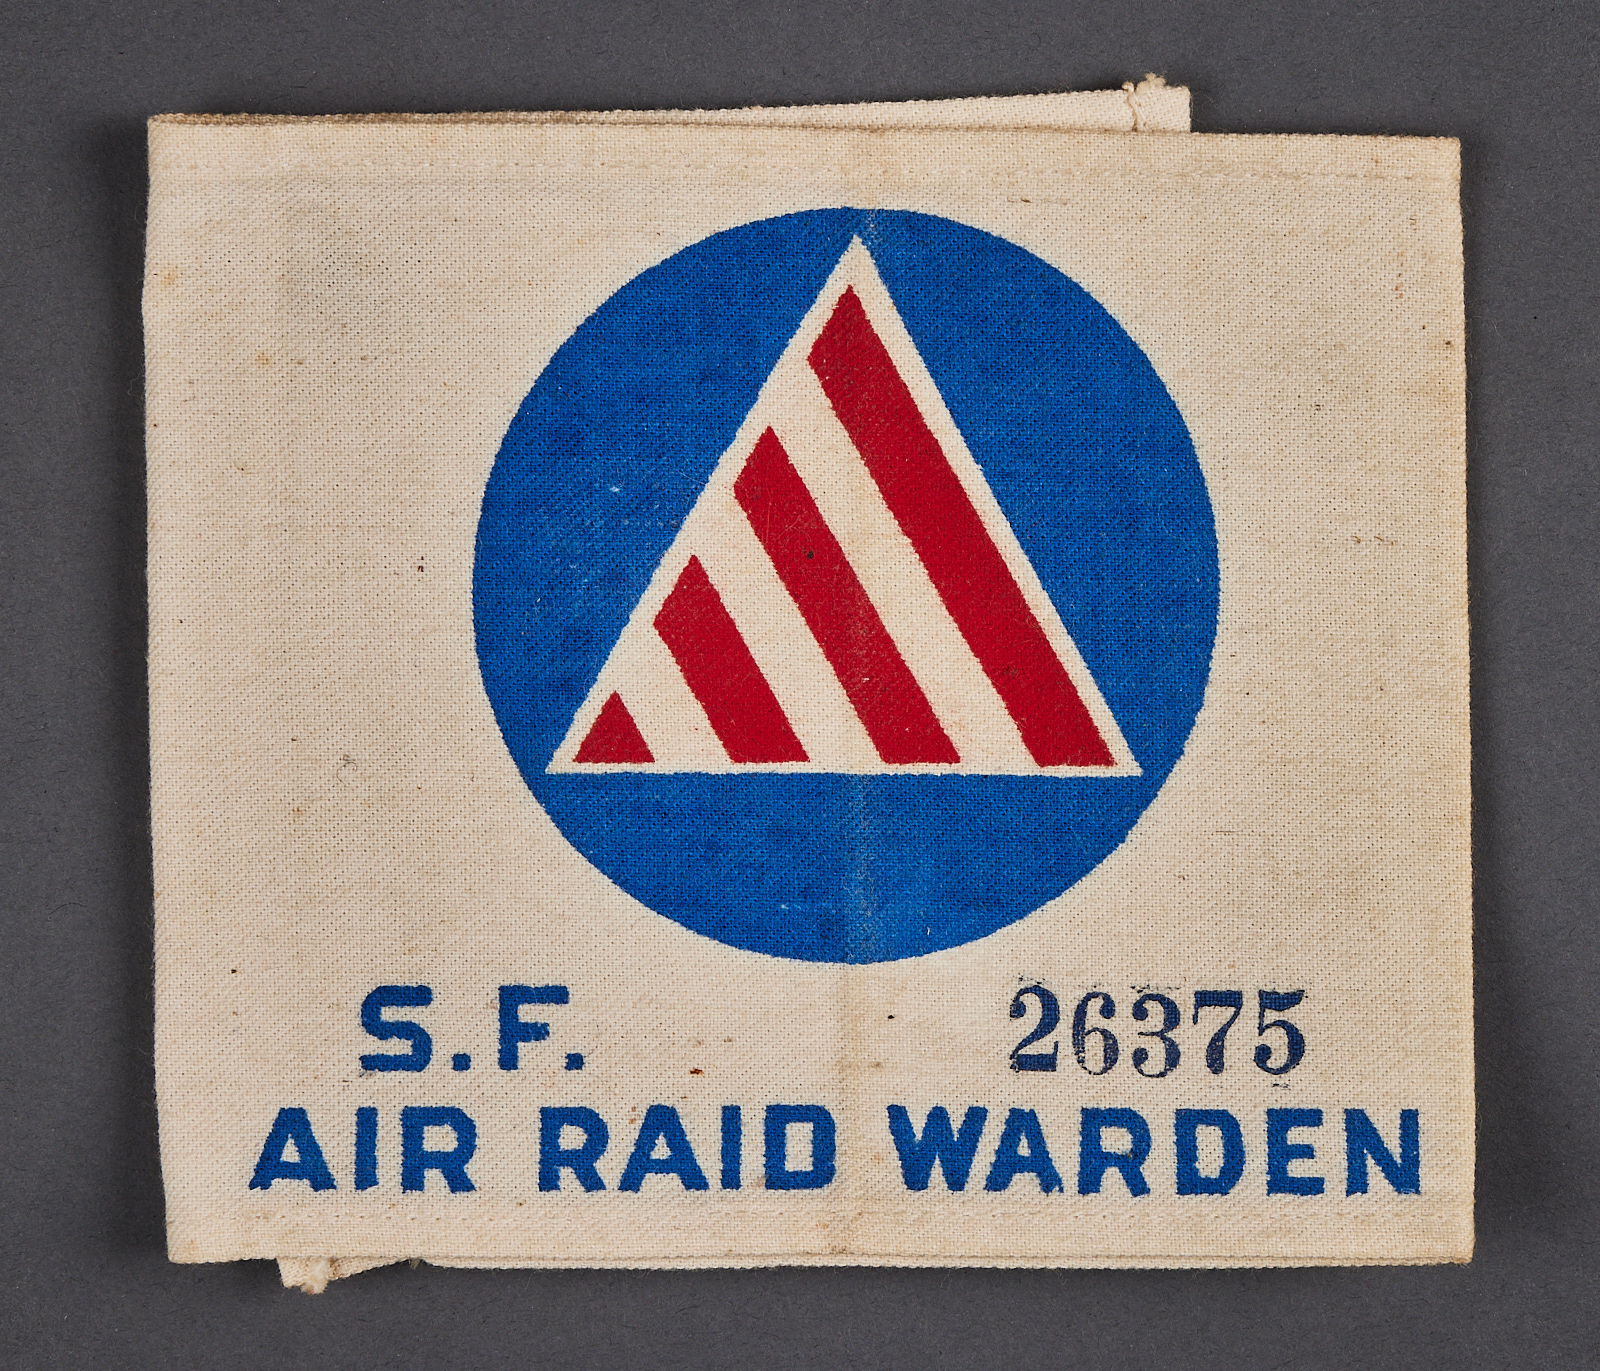 S.F. 26375
AIR RAID WARDEN